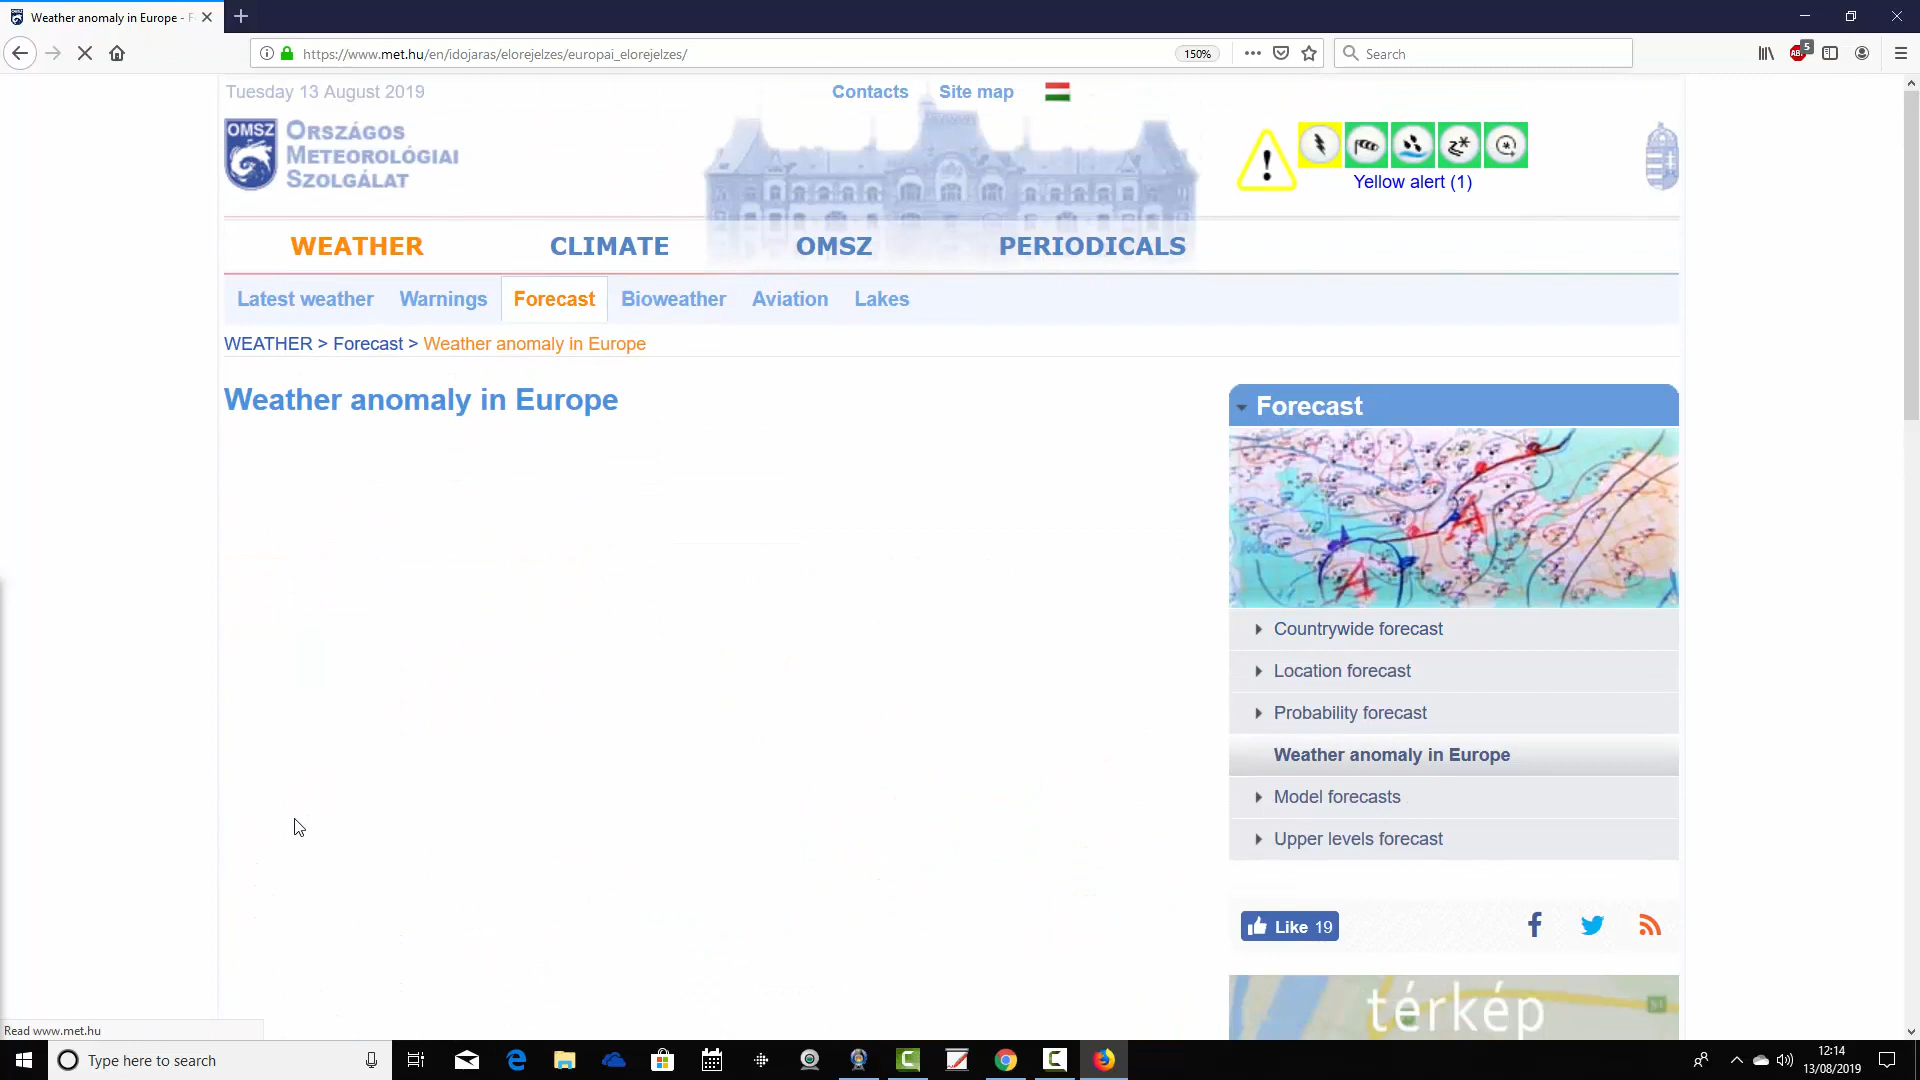 Weather anomaly in Europe - F
https://www.met.hu/en/idojaras/elorejelzes/europai_elorejelzes/
150%
Search
5
Tuesday 13 August 2019
Contacts
Site map
OMSZ
ORSZÁGOS
METEOROLÓGIAI
SZOLGÁLAT
Yellow alert (1)
WEATHER
CLIMATE
OMSZ
PERIODICALS
Latest weather
Warnings
Forecast
Bioweather
Aviation
Lakes
WEATHER > Forecast > Weather anomaly in Europe
Weather anomaly in Europe
Forecast
A
A
Countrywide forecast
Location forecast
Probability forecast
Weather anomaly in Europe
Model forecasts
Upper levels forecast
Like 19
térkép
Read www.met.hu
Type here to search
12:14
13/08/2019